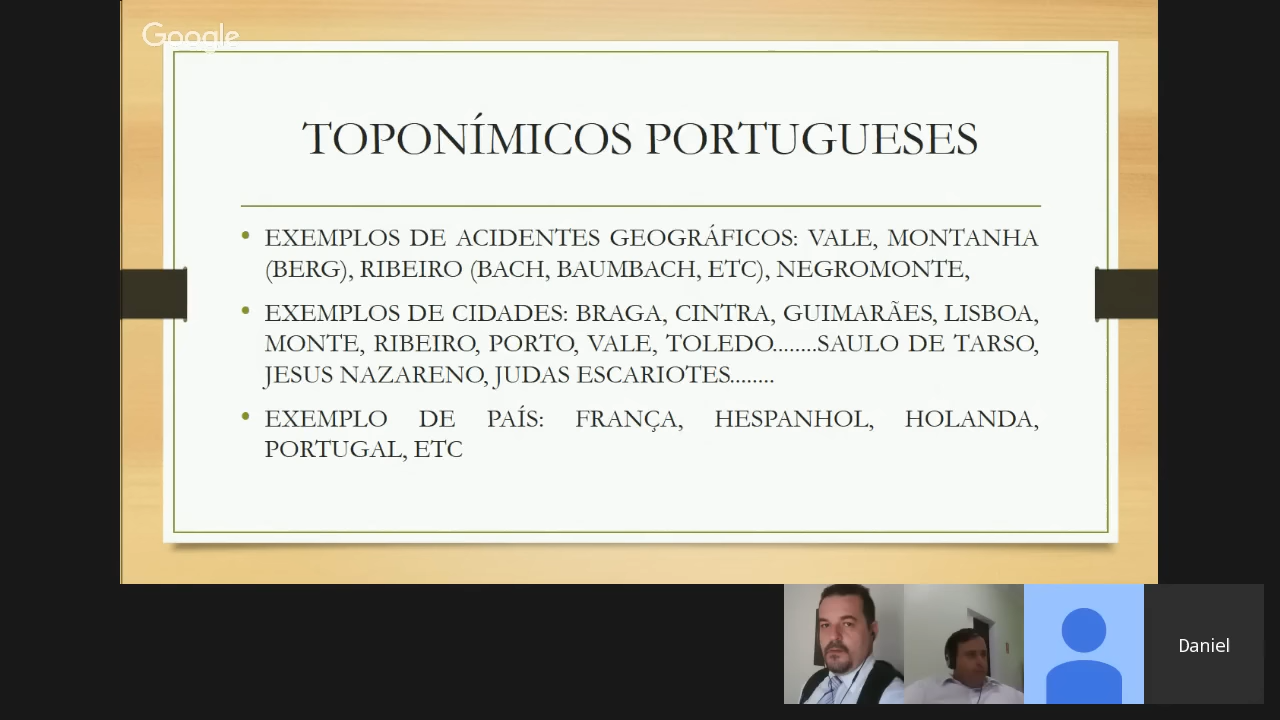 Google
TOPONÍMICOS PORTUGUESES
• EXEMPLOS DE ACIDENTES GEOGRÁFICOS: VALE, MONTANHA
(BERG), RIBEIRO (BACH, BAUMBACH, ETC), NEGROMONTE,
• EXEMPLOS DE CIDADES: BRAGA, CINTRA, GUIMARÃES, LISBOA,
MONTE, RIBEIRO, PORTO, VALE, TOLEDO........SAULO DE TARSO,
JESUS NAZARENO, JUDAS ESCARIOTES........
• EXEMPLO DE PAÍS: FRANÇA, HESPANHOL, HOLANDA,
PORTUGAL, ETC
Daniel